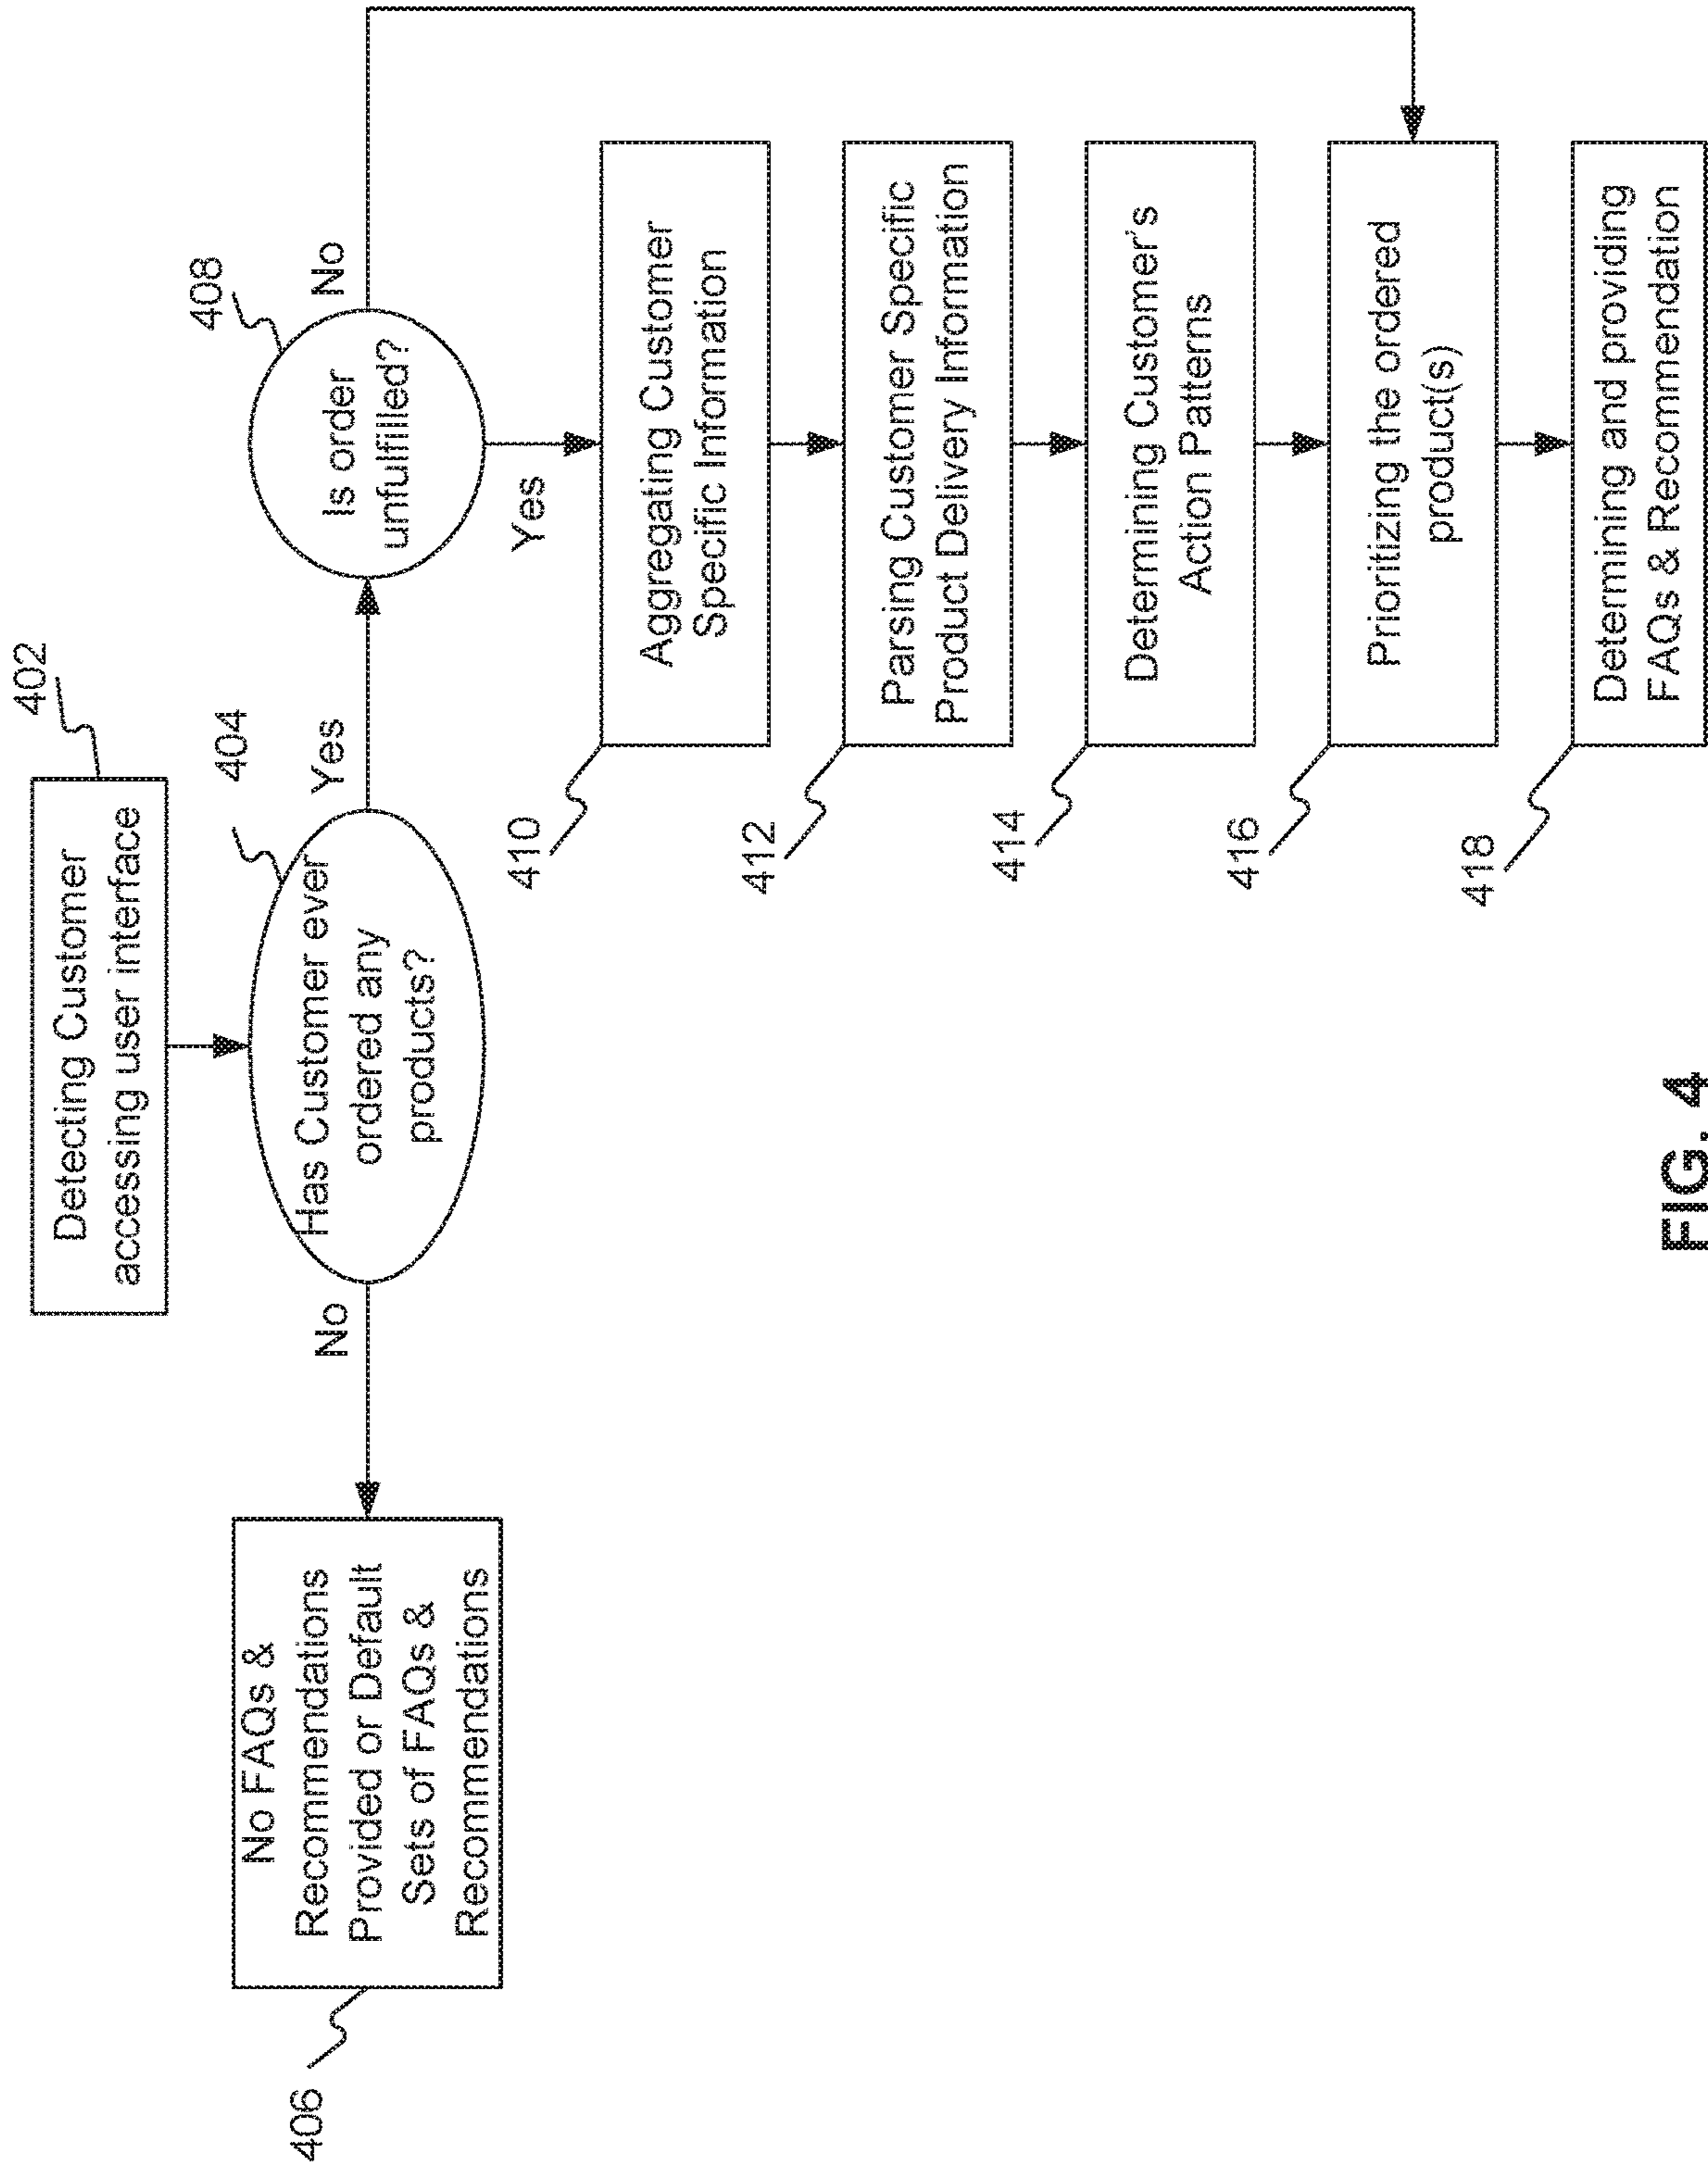 402
Detecting Customer
accessing user interface
404
Has Customer ever
ordered any
products?
No
Yes
406
No FAQs &
Recommendations
Provided or Default
Sets of FAQs &
Recommendations
408
Is order
unfulfilled?
No
Yes
410
Aggregating Customer
Specific Information
412
Parsing Customer Specific
Product Delivery Information
414
Determining Customer's
Action Patterns
416
Prioritizing the ordered
product(s)
418
Determining and providing
FAQs & Recommendation
FIG. 4